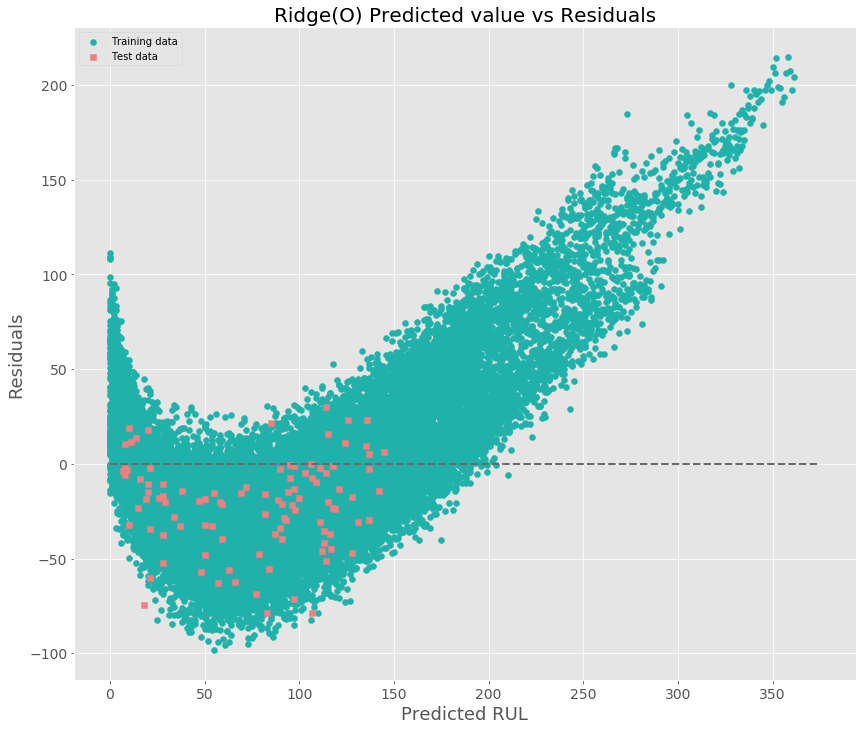 Ridge(O) Predicted value vs Residuals
Training data
Test data
200
150
100
50
0
−50
−100
Residuals
0 50 100 150 200 250 300 350
Predicted RUL